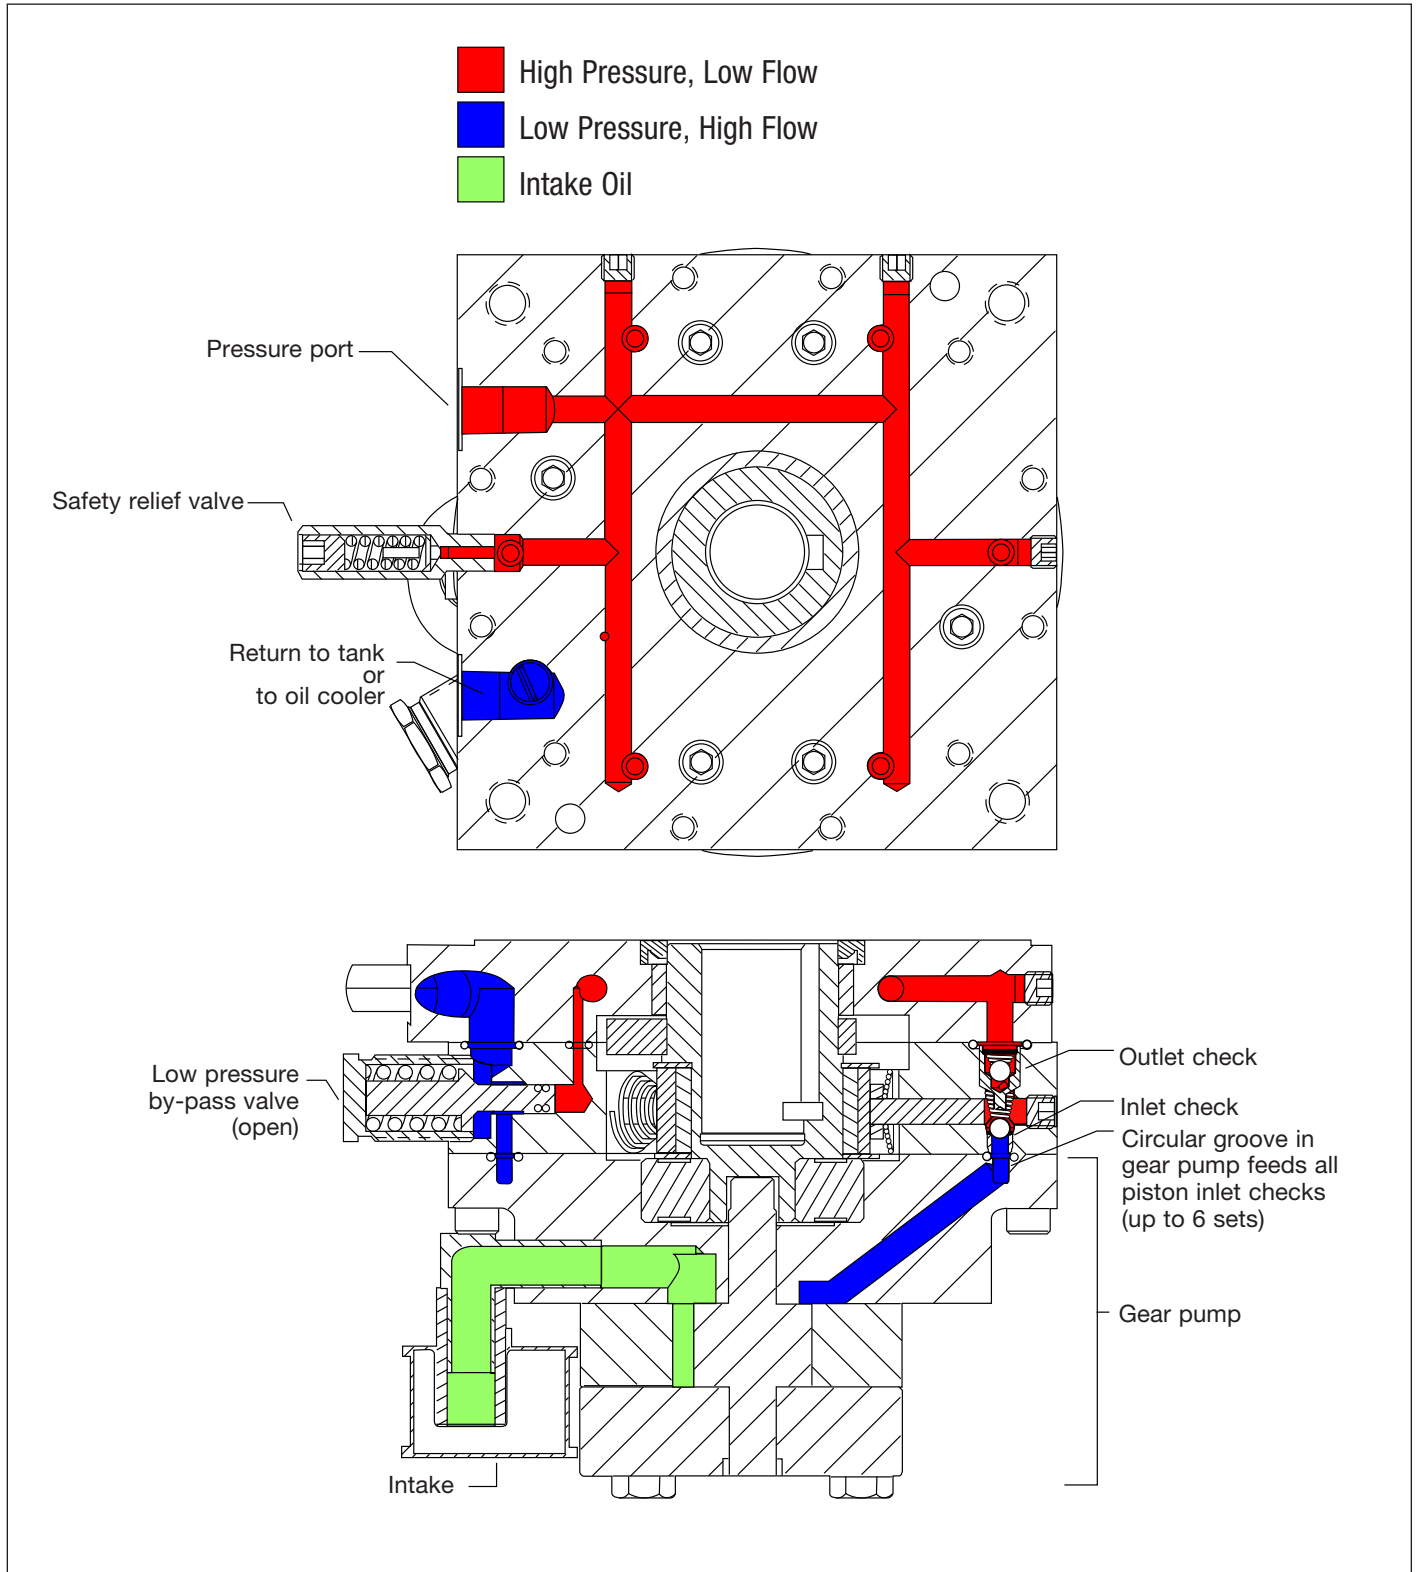 High Pressure, Low Flow
Low Pressure, High Flow
Intake Oil
Pressure port
Safety relief valve
Return to tank
or
to oil cooler
Low pressure
by-pass valve
(open)
Outlet check
Inlet check
Circular groove in
gear pump feeds all
piston inlet checks
(up to 6 sets)
Gear pump
Intake